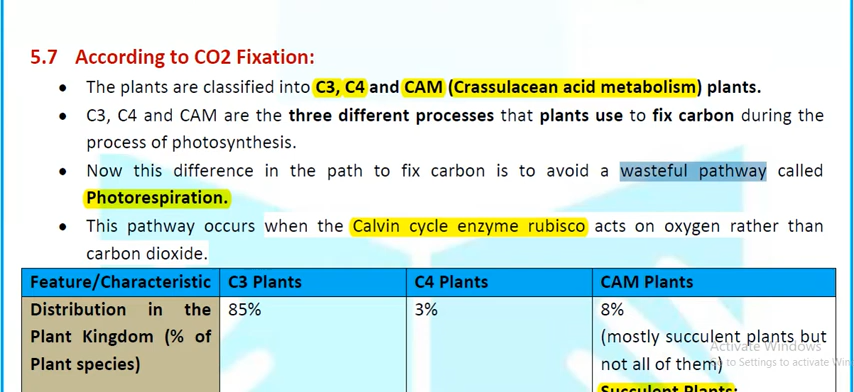 5.7 According to CO2 Fixation:
• The plants are classified into C3, C4 and CAM (Crassulacean acid metabolism) plants.
• C3, C4 and CAM are the three different processes that plants use to fix carbon during the
process of photosynthesis.
• Now this difference in the path to fix carbon is to avoid a wasteful pathway called
Photorespiration.
• This pathway occurs when the Calvin cycle enzyme rubisco acts on oxygen rather than
carbon dioxide.
Feature/Characteristic C3 Plants C4 Plants CAM Plants
Distribution in the 85% 3% 8%
Plant Kingdom (% of (mostly succulent plants but
Plant species) not all of them)
Succulent Plants:
Activate Windows
Go to Settings to activate Win